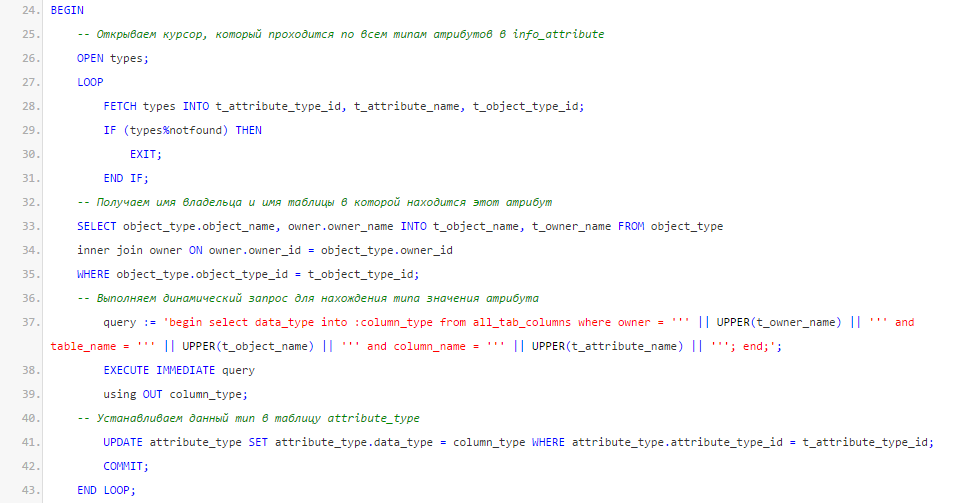 24. BEGIN
25. -- Открываем курсор, который проходится по всем типам атрибутов в info_attribute
26. OPEN types;
27. LOOP
28. FETCH types INTO t_attribute_type_id, t_attribute_name, t_object_type_id;
29. IF (types%notfound) THEN
30. EXIT;
31. END IF;
32. -- Получаем имя владельца и имя таблицы в которой находится этот атрибут
33. SELECT object_type.object_name, owner.owner_name INTO t_object_name, t_owner_name FROM object_type
34. inner join owner ON owner.owner_id = object_type.owner_id
35. WHERE object_type.object_type_id = t_object_type_id;
36. -- Выполняем динамический запрос для нахождения типа значения атрибута
37. query := 'begin select data_type into :column_type from all_tab_columns where owner = ''' || UPPER(t_owner_name) || ''' and
table_name = ''' || UPPER(t_object_name) || ''' and column_name = ''' || UPPER(t_attribute_name) || '''; end;';
38. EXECUTE IMMEDIATE query
39. using OUT column_type;
40. -- Устанавливаем данный тип в таблицу attribute_type
41. UPDATE attribute_type SET attribute_type.data_type = column_type WHERE attribute_type.attribute_type_id = t_attribute_type_id;
42. COMMIT;
43. END LOOP;